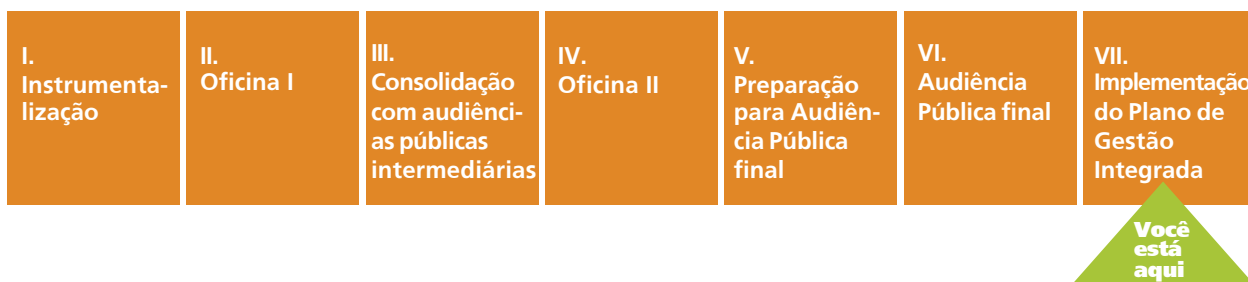 I.
Instrumenta-
lização
II.
Oficina I
III.
Consolidação
com audiênci-
as públicas
intermediárias
IV.
Oficina II
V.
Preparação
para Audiên-
cia Pública
final
VI.
Audiência
Pública final
VII.
Implementação
do Plano de
Gestão
Integrada
Você
está
aqui